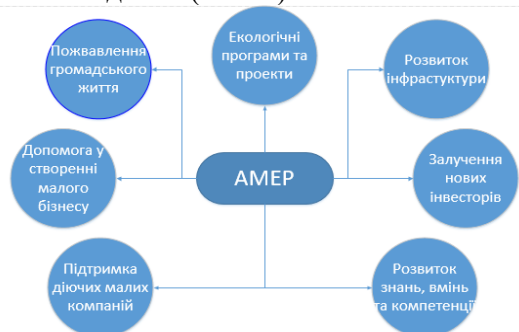 Пожвавлення
громадського
життя
Екологічні
програми та
проекти
Розвиток
інфрастуктури
Допомога у
створенні
малого
бізнесу
АМЕР
Залучення
нових
інвесторів
Підтримка
діючих малих
компаній
Розвиток
знань, вмінь
та компетенцій